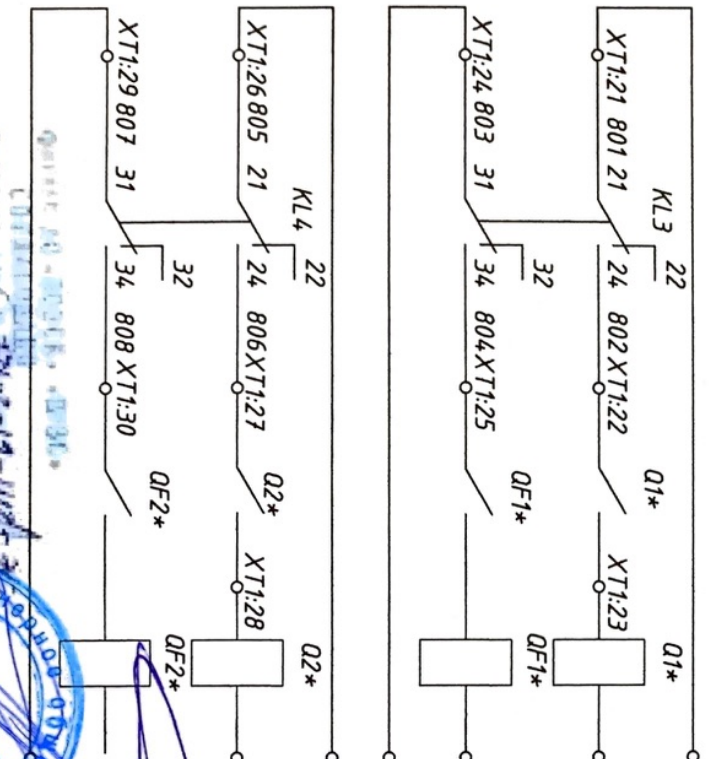 KL3
22
XT1:21 801 21
24 802 XT1:22
Q1*
XT1:23
Q1*
32
XT1:24 803 31
34 804 XT1:25
QF1*
QF1*
KL4
22
XT1:26 805 21
24 806 XT1:27
Q2*
XT1:28
Q2*
32
XT1:29 807 31
34 808 XT1:30
QF2*
QF2*